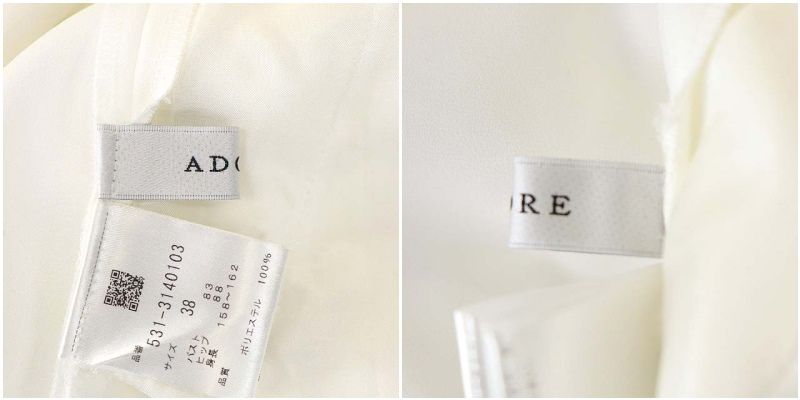 ADO
品番 531-3140103
サイズ 38
バスト 83
ヒップ 88
身長 158~162
品質 ポリエステル 100%
ORE